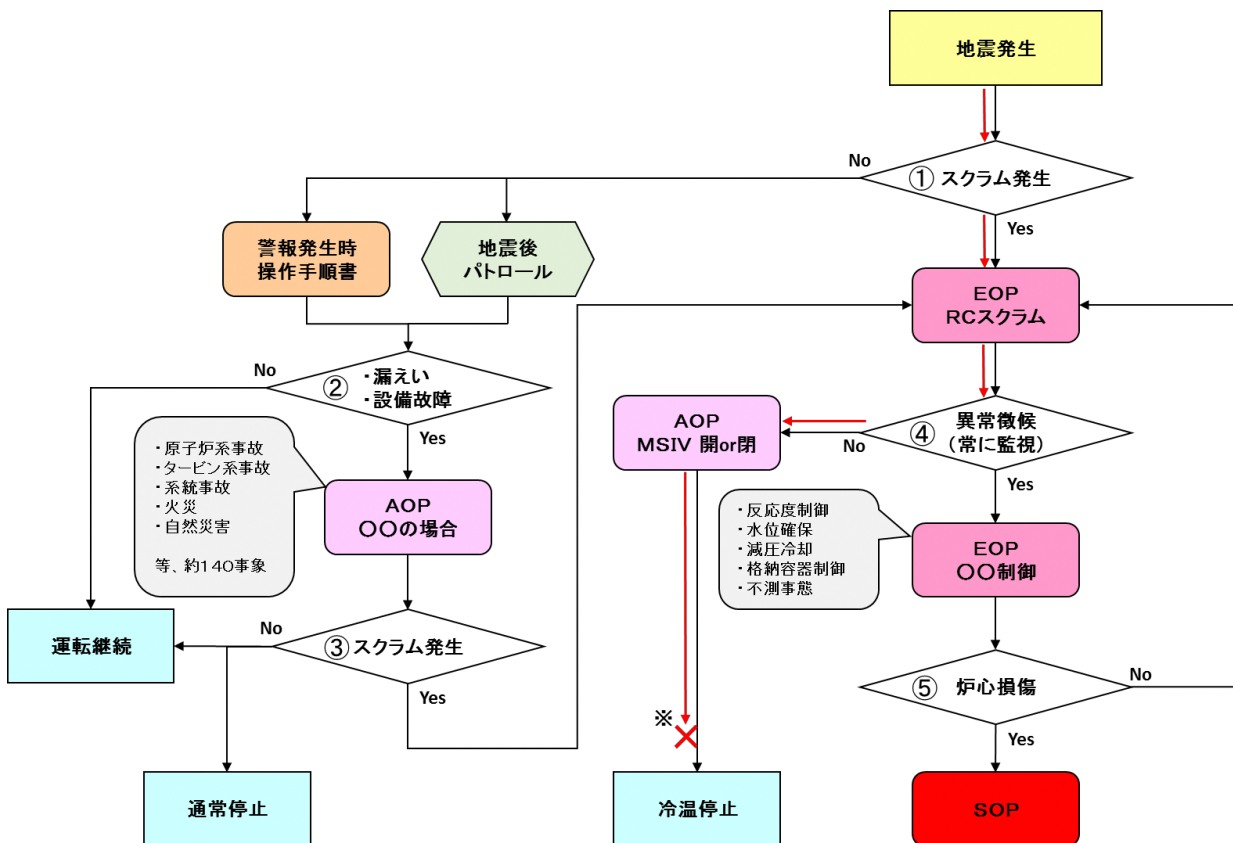 地震発生
No
①スクラム発生
Yes
警報発生時
操作手順書
地震後
パトロール
EOP
RCスクラム
No
②
・漏えい
・設備故障
Yes
・原子炉系事故
・タービン系事故
・系統事故
・火災
・自然災害
等、約140事象
AOP
〇〇の場合
AOP
MSIV 開or閉
No
④
異常徴候
(常に監視)
Yes
・反応度制御
・水位確保
・減圧冷却
・格納容器制御
・不測事態
EOP
〇〇制御
運転継続
No
③スクラム発生
Yes
⑤ 炉心損傷
No
Yes
※
通常停止
冷温停止
SOP